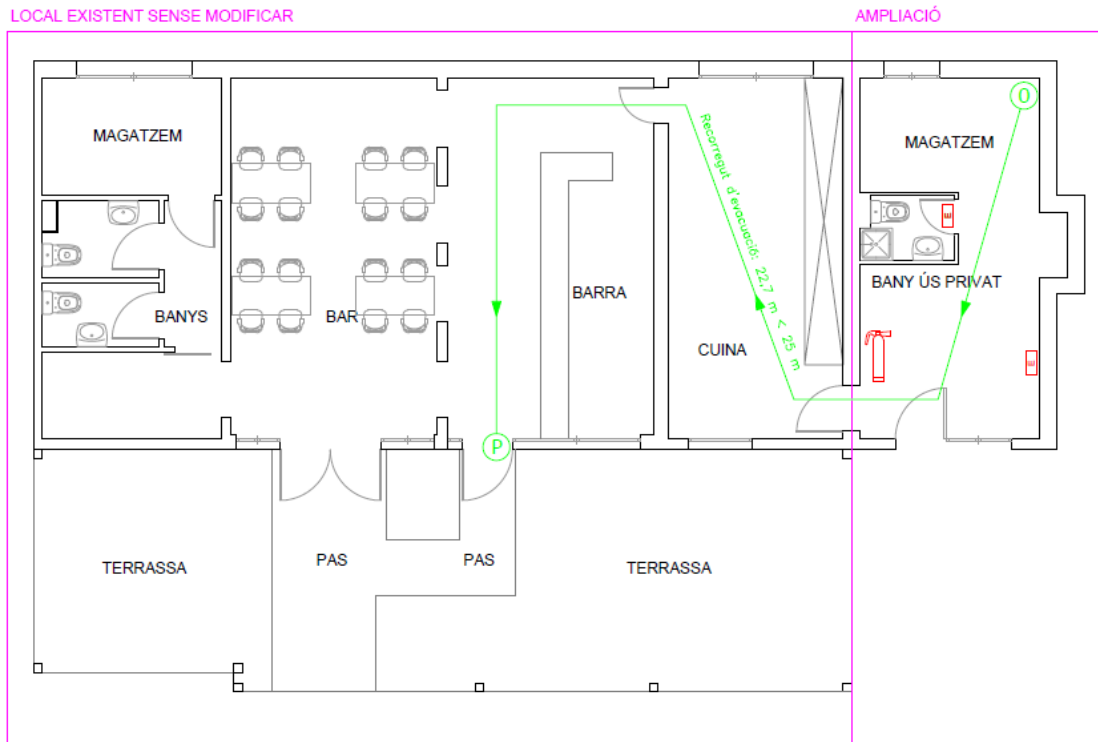 LOCAL EXISTENT SENSE MODIFICAR
AMPLIACIÓ
O
MAGATZEM
MAGATZEM
Recorregut d'evacuació: 22,7 m < 25 m
E
BANY ÚS PRIVAT
BARRA
BANYS
BAR
CUINA
E
P
TERRASSA
PAS
PAS
TERRASSA